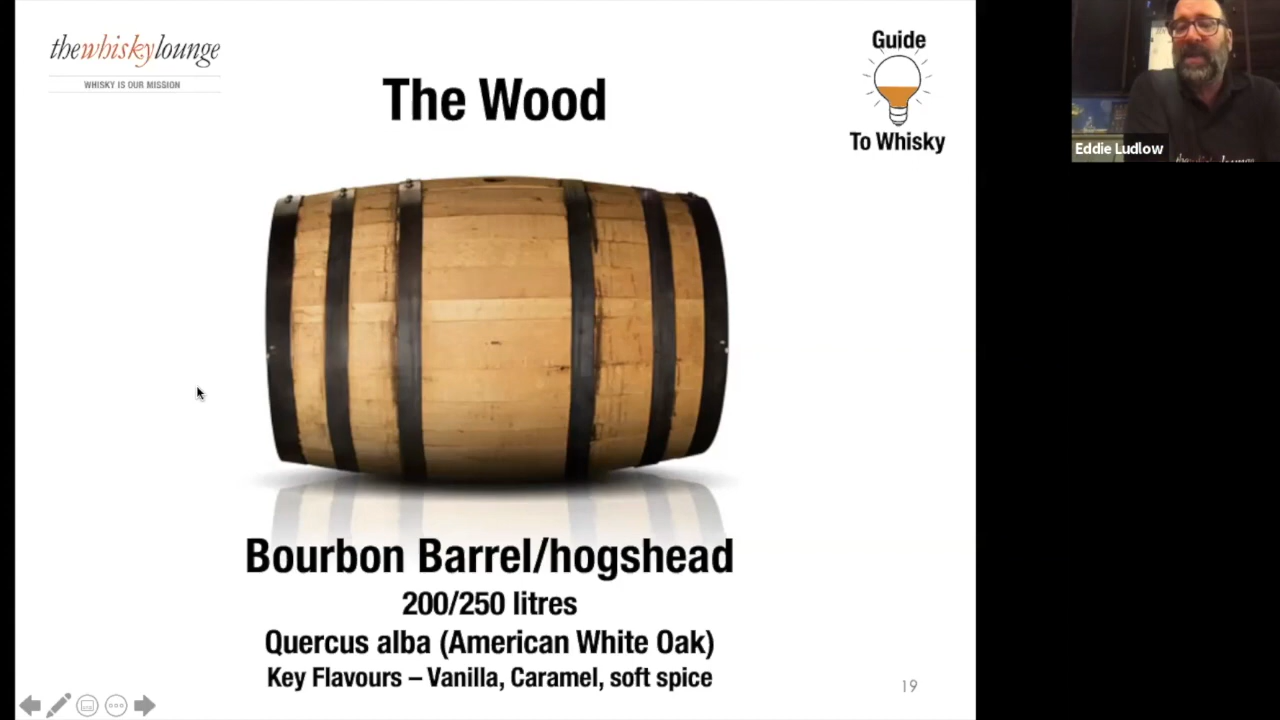 thewhiskylounge
WHISKY IS OUR MISSION
The Wood
Guide
To Whisky
Eddie Ludlow
Bourbon Barrel/hogshead
200/250 litres
Quercus alba (American White Oak)
Key Flavours – Vanilla, Caramel, soft spice
19